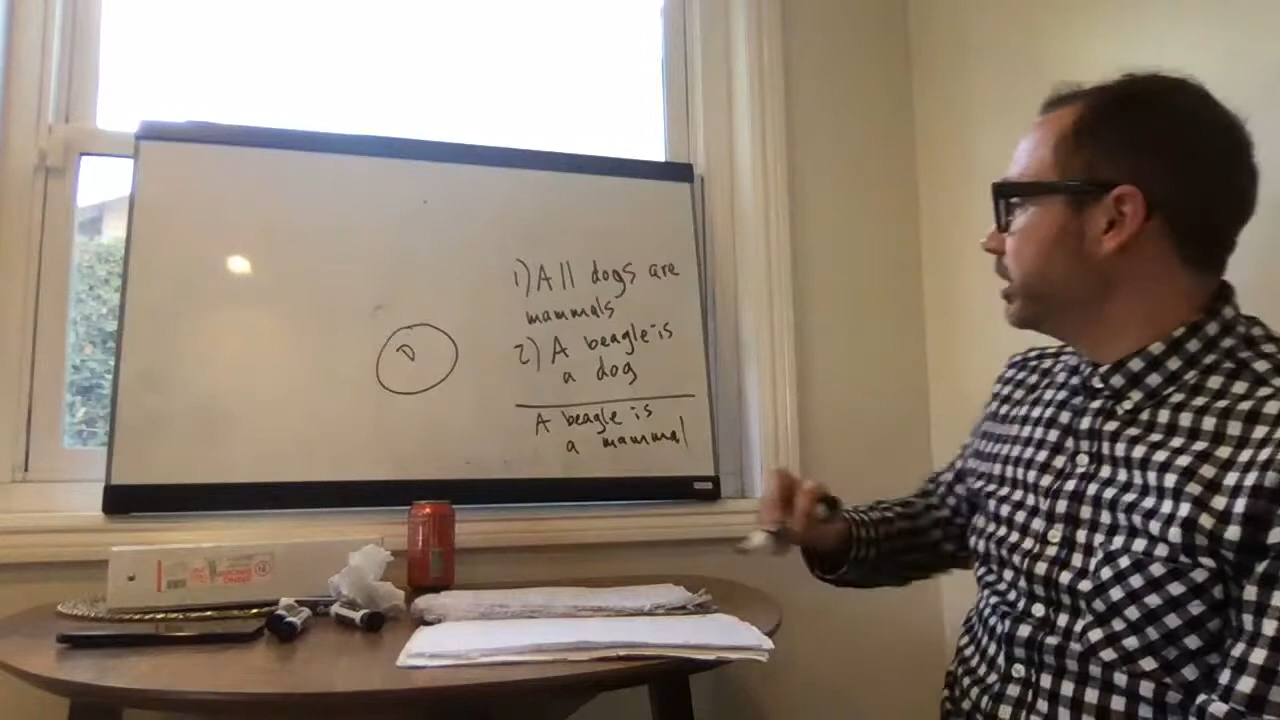 1) All dogs are
mammals
2) A beagle is
a dog
A beagle is
a mammal
D